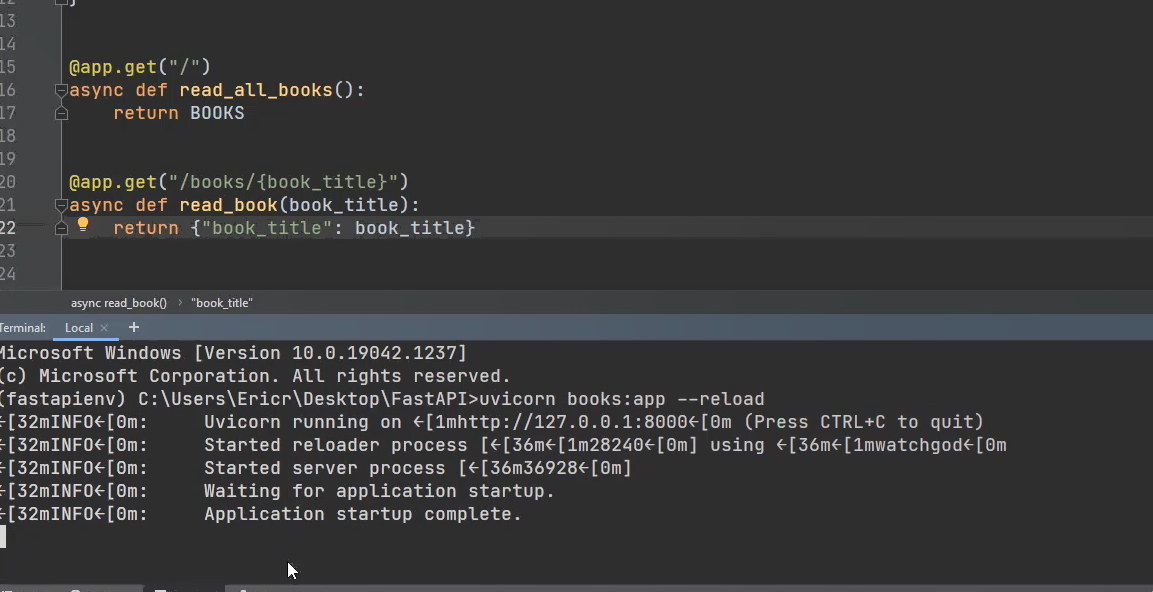 12 }
13
14
15 @app.get("/")
16 async def read_all_books():
17     return BOOKS
18
19
20 @app.get("/books/{book_title}")
21 async def read_book(book_title):
22     return {"book_title": book_title}
23
24
async read_book() › "book_title"
Terminal: Local × +
Microsoft Windows [Version 10.0.19042.1237]
(c) Microsoft Corporation. All rights reserved.
(fastapienv) C:\Users\Ericr\Desktop\FastAPI>uvicorn books:app --reload
←[32mINFO←[0m:     Uvicorn running on ←[1mhttp://127.0.0.1:8000←[0m (Press CTRL+C to quit)
←[32mINFO←[0m:     Started reloader process [←[36m←[1m28240←[0m] using ←[36m←[1mwatchgod←[0m
←[32mINFO←[0m:     Started server process [←[36m36928←[0m]
←[32mINFO←[0m:     Waiting for application startup.
←[32mINFO←[0m:     Application startup complete.